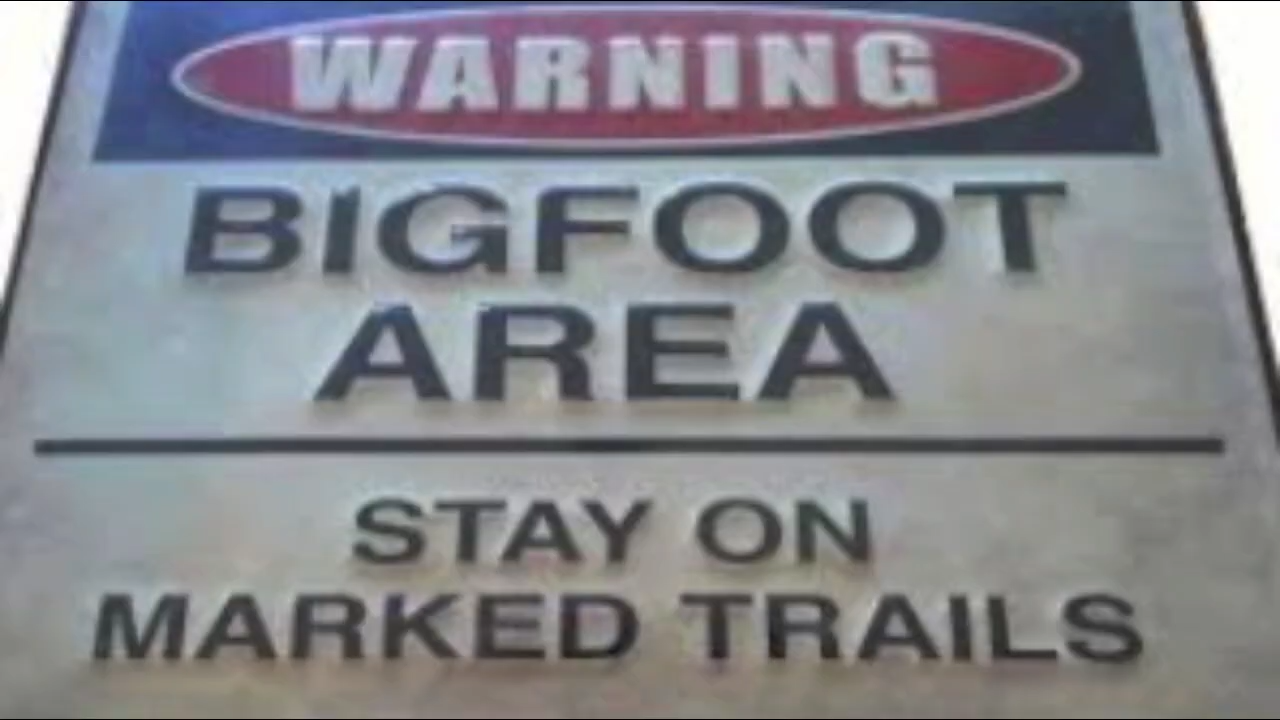 WARNING
BIGFOOT
AREA
STAY ON
MARKED TRAILS